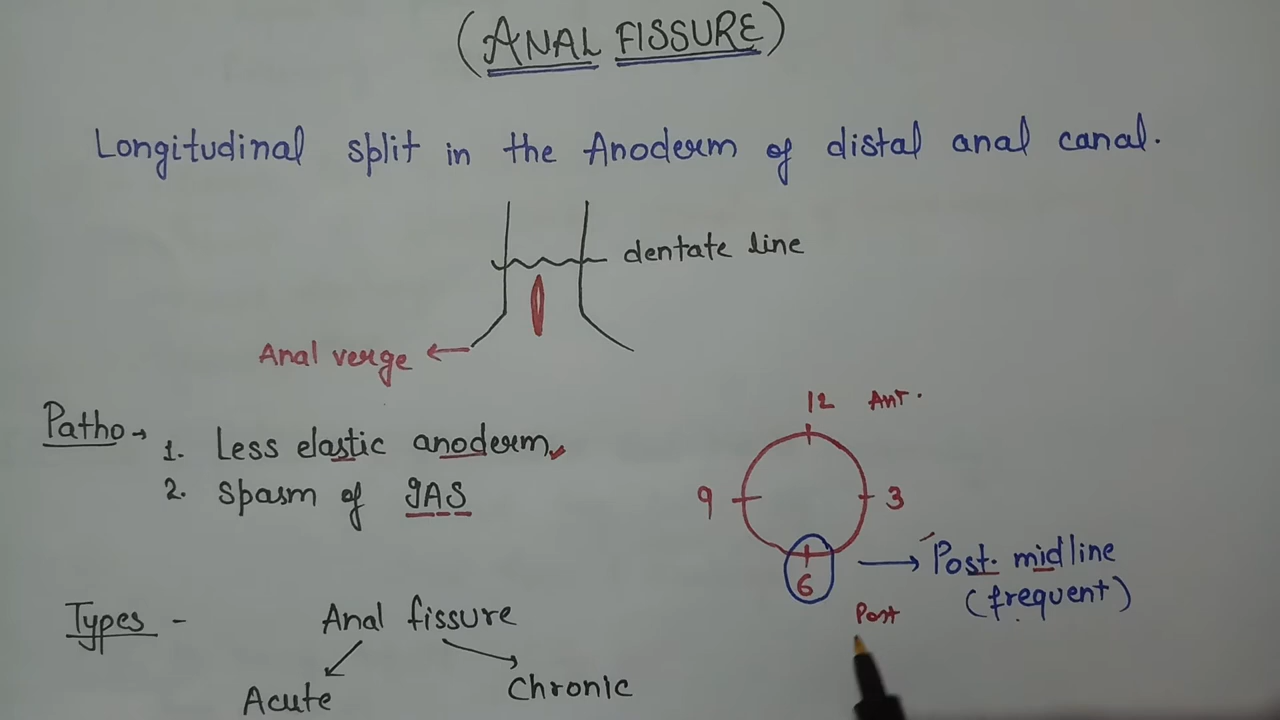 (ANAL FISSURE)
Longitudinal split in the Anoderm of distal anal canal.
dentate line
Anal verge ←
Patho → 1. Less elastic anoderm
2. Spasm of IAS
12 Ant.
9
3
6
→ Post. midline
(frequent)
Post
Types - Anal fissure
Acute
Chronic